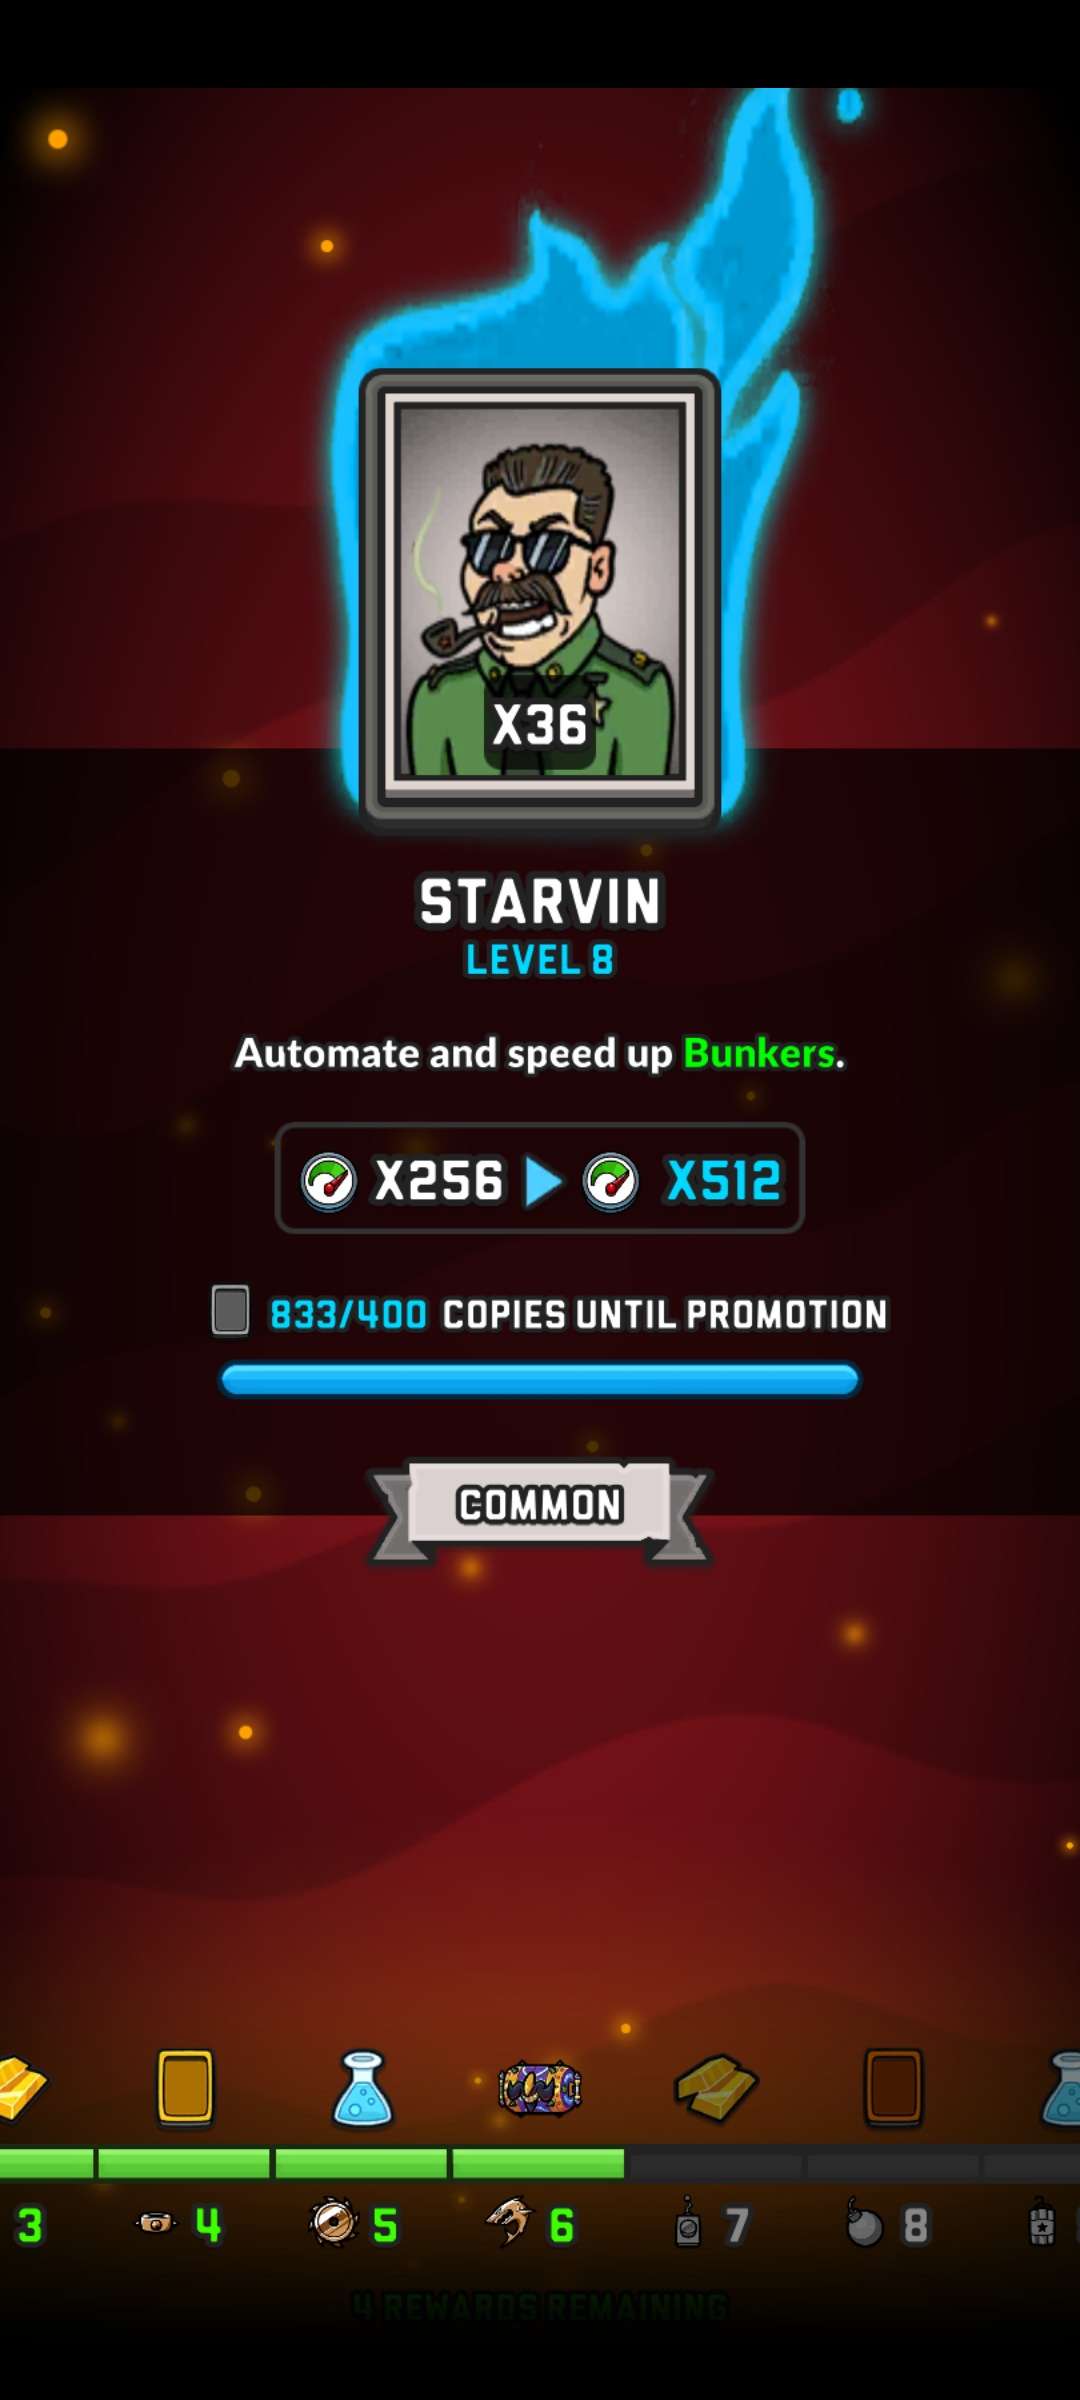 X36
STARVIN
LEVEL 8
Automate and speed up Bunkers.
X256 X512
833/400 COPIES UNTIL PROMOTION
COMMON
3 4 5 6 7 8
4 REWARDS REMAINING